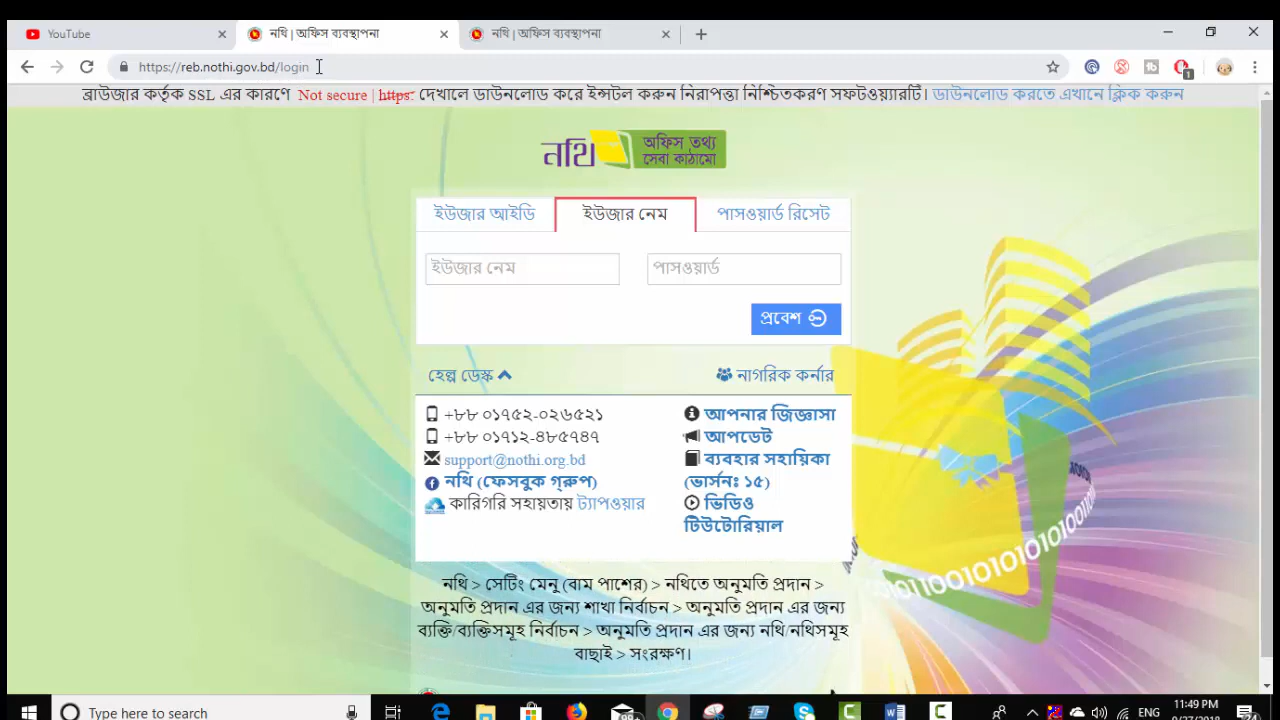 YouTube
নথি | অফিস ব্যবস্থাপনা
নথি | অফিস ব্যবস্থাপনা
https://reb.nothi.gov.bd/login
ব্রাউজার কর্তৃক SSL এর কারণে Not secure | https: দেখালে ডাউনলোড করে ইন্সটল করুন নিরাপত্তা নিশ্চিতকরণ সফটওয়্যারটি। ডাউনলোড করতে এখানে ক্লিক করুন
নথি
অফিস তথ্য
সেবা কাঠামো
ইউজার আইডি
ইউজার নেম
পাসওয়ার্ড রিসেট
ইউজার নেম
পাসওয়ার্ড
প্রবেশ
হেল্প ডেস্ক
নাগরিক কর্নার
+৮৮ ০১৭৫২-০২৬৫২১
+৮৮ ০১৭১২-৪৮৫৭৪৭
support@nothi.org.bd
নথি (ফেসবুক গ্রুপ)
কারিগরি সহায়তায় ট্যাপওয়ার
আপনার জিজ্ঞাসা
আপডেট
ব্যবহার সহায়িকা
(ভার্সনঃ ১৫)
ভিডিও
টিউটোরিয়াল
নথি > সেটিং মেনু (বাম পাশের) > নথিতে অনুমতি প্রদান >
অনুমতি প্রদান এর জন্য শাখা নির্বাচন > অনুমতি প্রদান এর জন্য
ব্যক্তি/ব্যক্তিসমূহ নির্বাচন > অনুমতি প্রদান এর জন্য নথি/নথিসমূহ
বাছাই > সংরক্ষণ।
Type here to search
ENG
11:49 PM